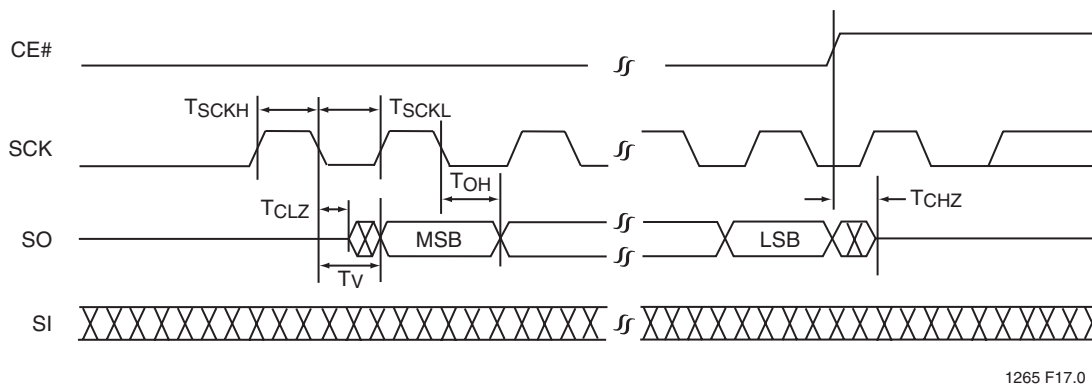 CE#
TSCKH
TSCKL
SCK
TOH
TCLZ
TCHZ
SO
MSB
LSB
TV
SI
1265 F17.0